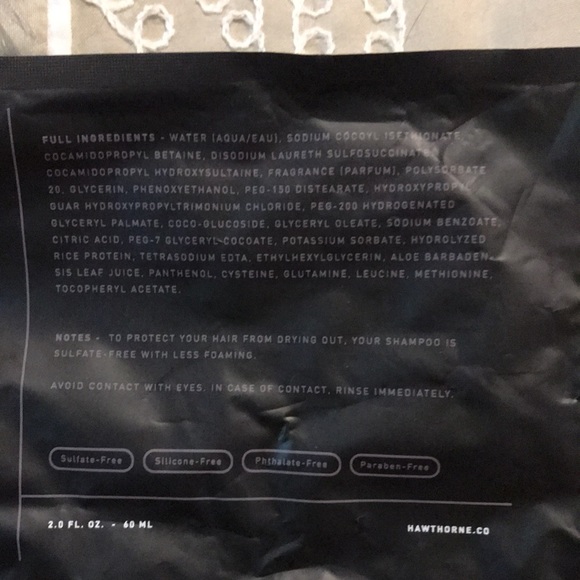 FULL INGREDIENTS - WATER (AQUA/EAU), SODIUM COCOYL ISETHIONATE,
COCAMIDOPROPYL BETAINE, DISODIUM LAURETH SULFOSUCCINATE,
COCAMIDOPROPYL HYDROXYSULTAINE, FRAGRANCE (PARFUM), POLYSORBATE
20, GLYCERIN, PHENOXYETHANOL, PEG-150 DISTEARATE, HYDROXYPROPYL
GUAR HYDROXYPROPYLTRIMONIUM CHLORIDE, PEG-200 HYDROGENATED
GLYCERYL PALMATE, COCO-GLUCOSIDE, GLYCERYL OLEATE, SODIUM BENZOATE,
CITRIC ACID, PEG-7 GLYCERYL COCOATE, POTASSIUM SORBATE, HYDROLYZED
RICE PROTEIN, TETRASODIUM EDTA, ETHYLHEXYLGLYCERIN, ALOE BARBADEN-
SIS LEAF JUICE, PANTHENOL, CYSTEINE, GLUTAMINE, LEUCINE, METHIONINE,
TOCOPHERYL ACETATE.
NOTES - TO PROTECT YOUR HAIR FROM DRYING OUT, YOUR SHAMPOO IS
SULFATE-FREE WITH LESS FOAMING.
AVOID CONTACT WITH EYES. IN CASE OF CONTACT, RINSE IMMEDIATELY.
Sulfate-Free Silicone-Free Phthalate-Free Paraben-Free
2.0 FL. OZ. - 60 ML HAWTHORNE.CO